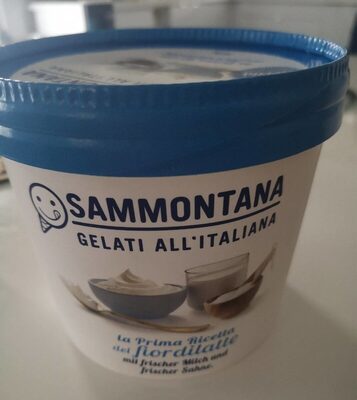 SAMMONTANA
GELATI ALL'ITALIANA
la Prima Ricetta
del fiordilatte
mit frischer Milch und
frischer Sahne.